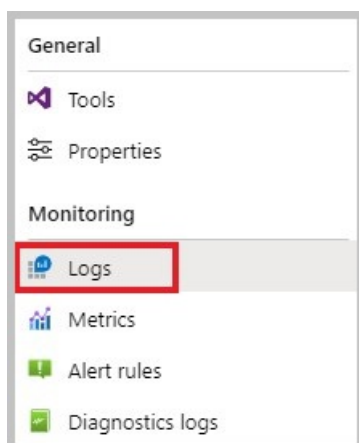 General
Tools
Properties
Monitoring
Logs
Metrics
Alert rules
Diagnostics logs